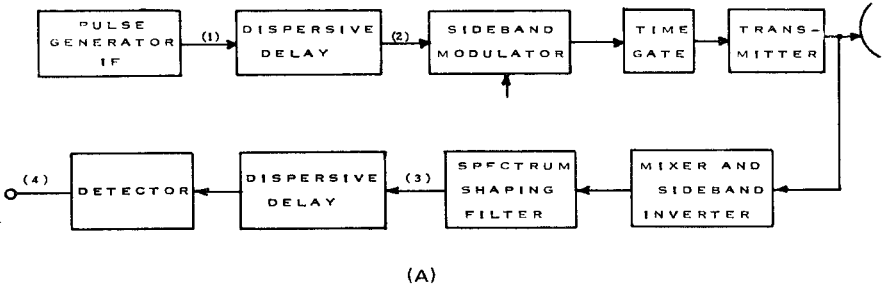 PULSE
GENERATOR
IF
(1)
DISPERSIVE
DELAY
(2)
SIDEBAND
MODULATOR
TIME
GATE
TRANS-
MITTER
(4)
DETECTOR
DISPERSIVE
DELAY
(3)
SPECTRUM
SHAPING
FILTER
MIXER AND
SIDEBAND
INVERTER
(A)